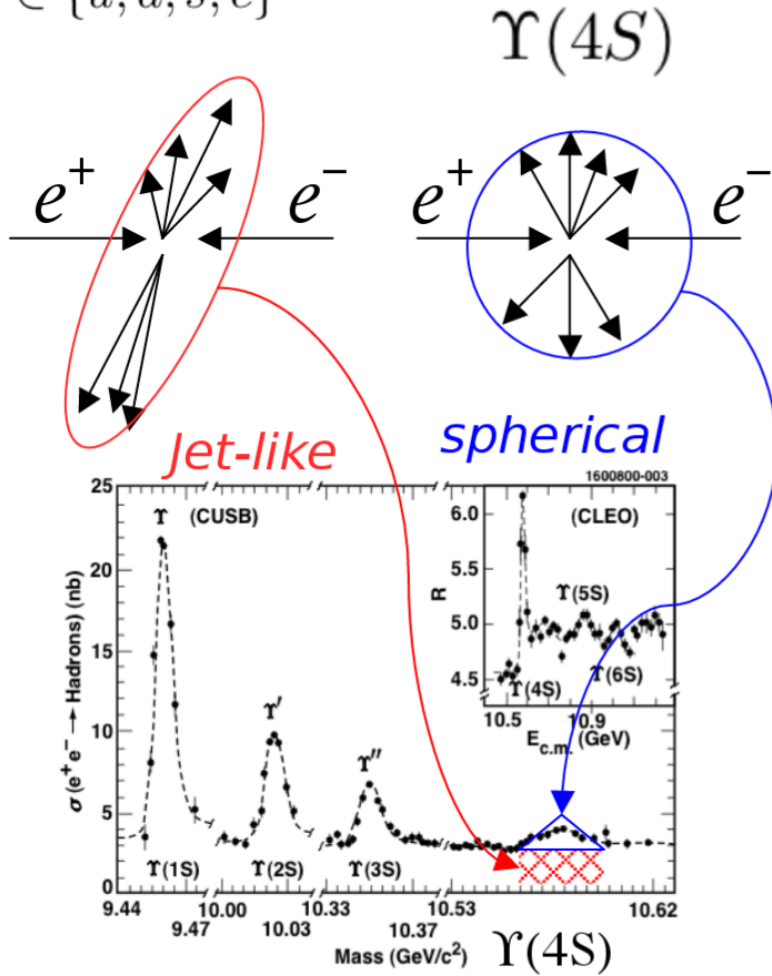 ∈ {u, d, s, c}
ϒ(4S)
e⁺ e⁻
e⁺ e⁻
Jet-like
spherical
1600800-003
25
20
15
10
5
0
σ (e⁺ e⁻ → Hadrons) (nb)
ϒ
(CUSB)
ϒ′
ϒ″
ϒ(1S)
ϒ(2S)
ϒ(3S)
(CLEO)
6.0
5.5
5.0
4.5
R
ϒ(5S)
ϒ(4S)
ϒ(6S)
10.5 10.9
E c.m. (GeV)
9.44 10.00 10.33 10.53 10.62
9.47 10.03 10.37
Mass (GeV/c²)
ϒ(4S)